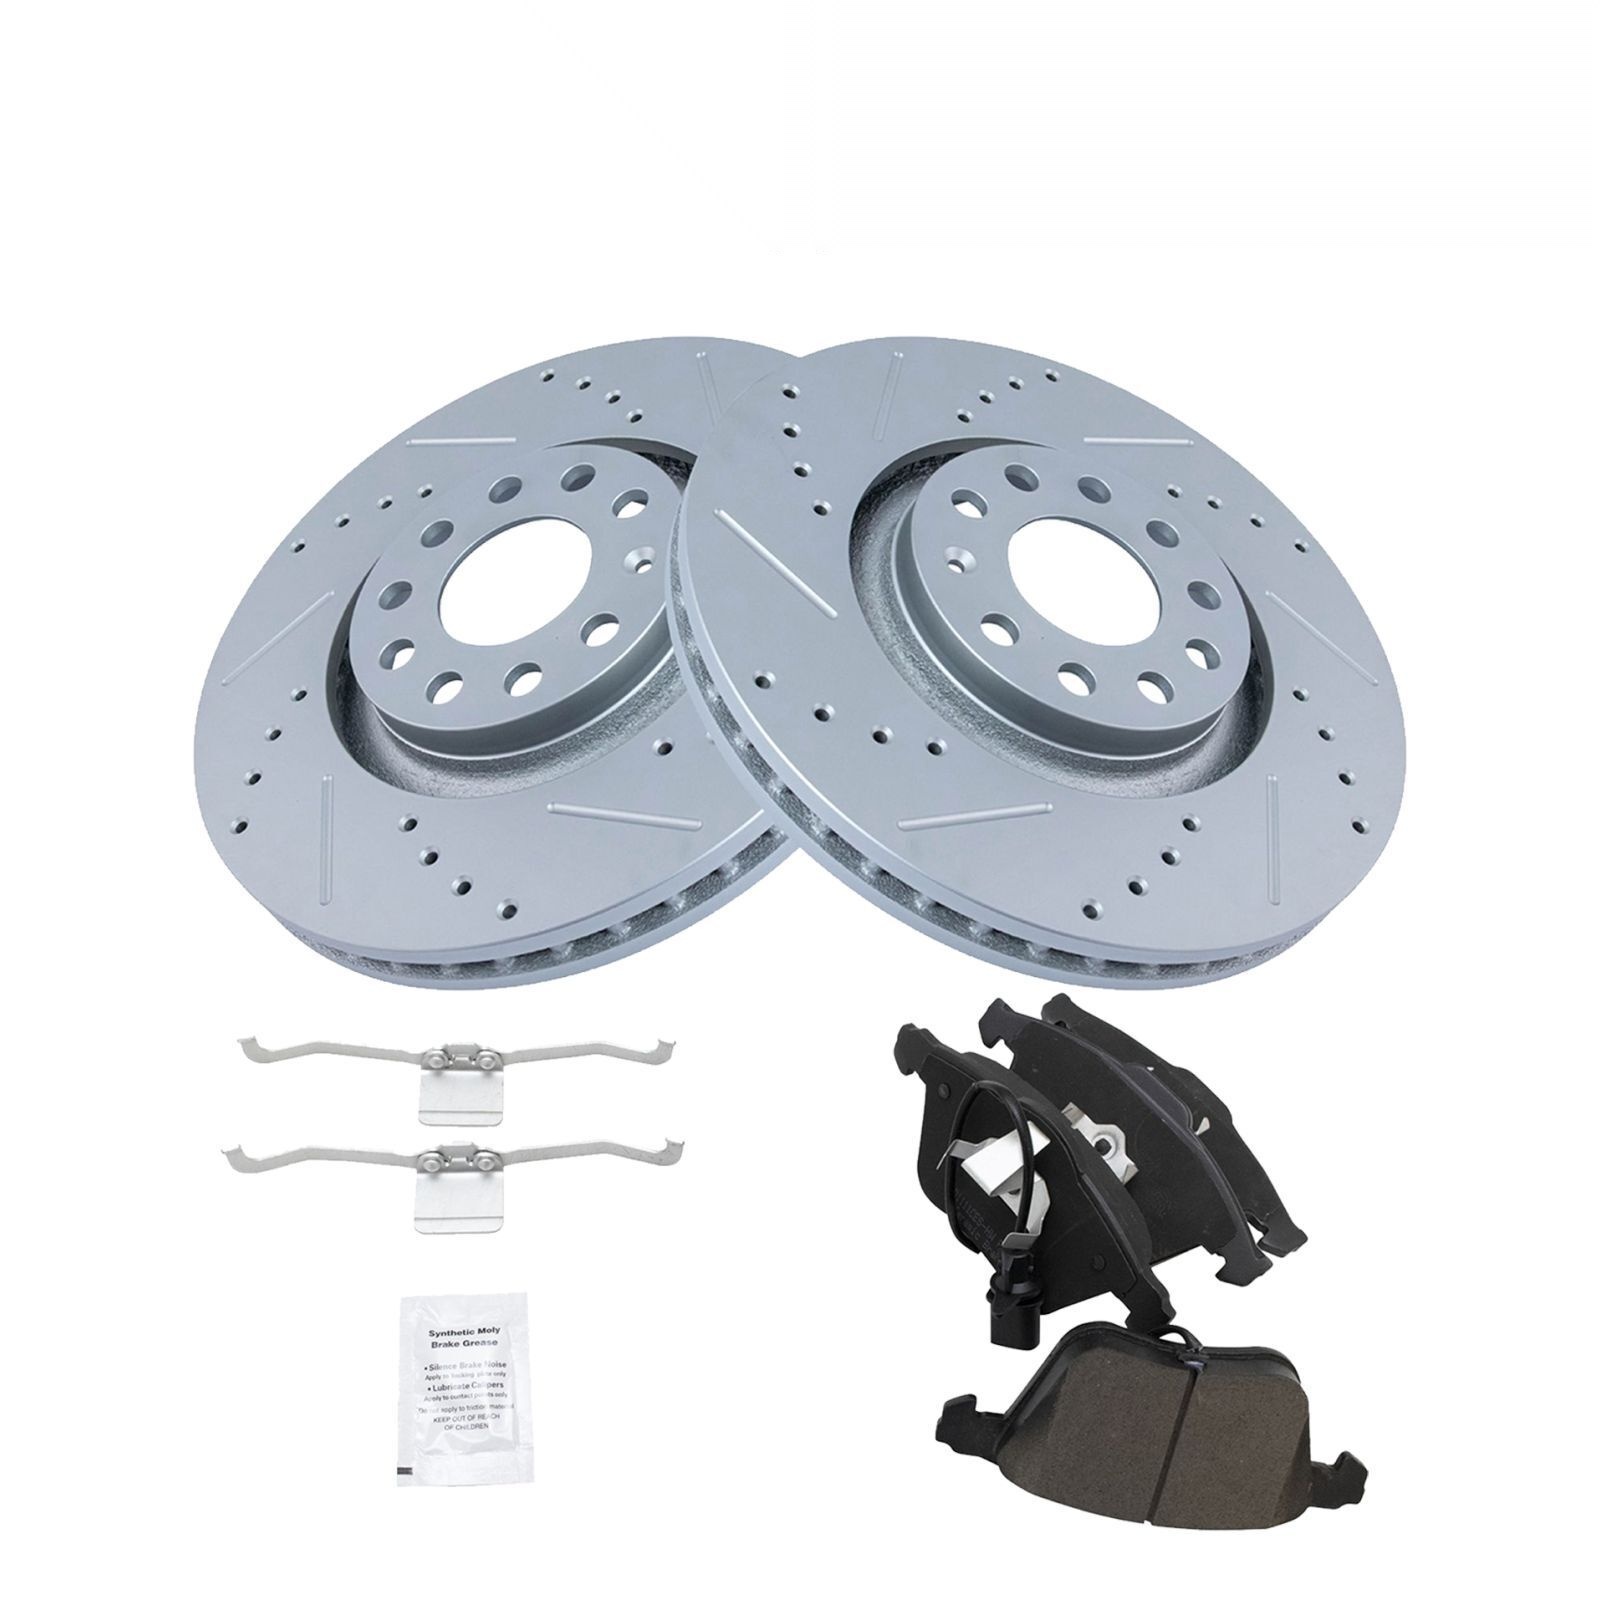 Synthetic Moly
Brake Grease
• Silence Brake Noise
Apply to backing plate only
• Lubricate Calipers
Apply to contact points only
Do not apply to friction material
KEEP OUT OF REACH
OF CHILDREN